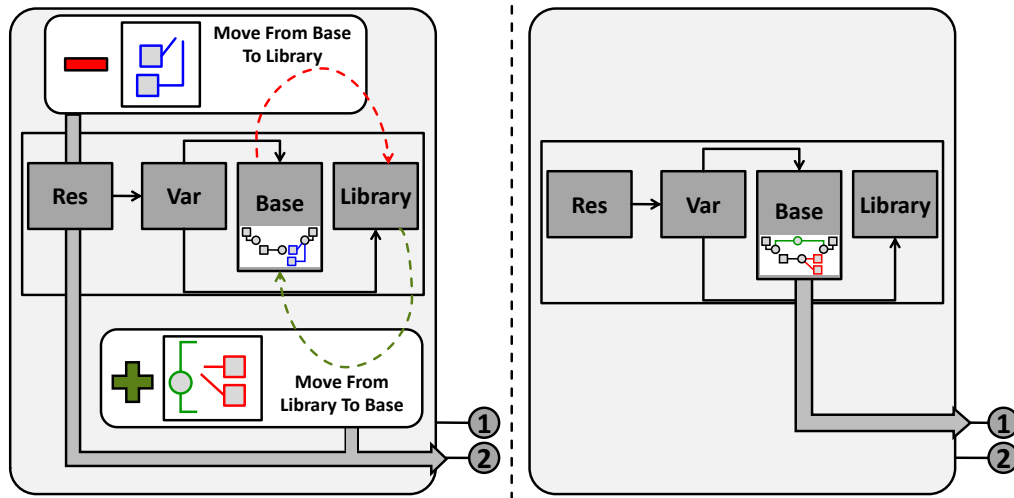 Move From Base
To Library
Res
Var
Base
Library
Move From
Library To Base
1
2
Res
Var
Base
Library
1
2